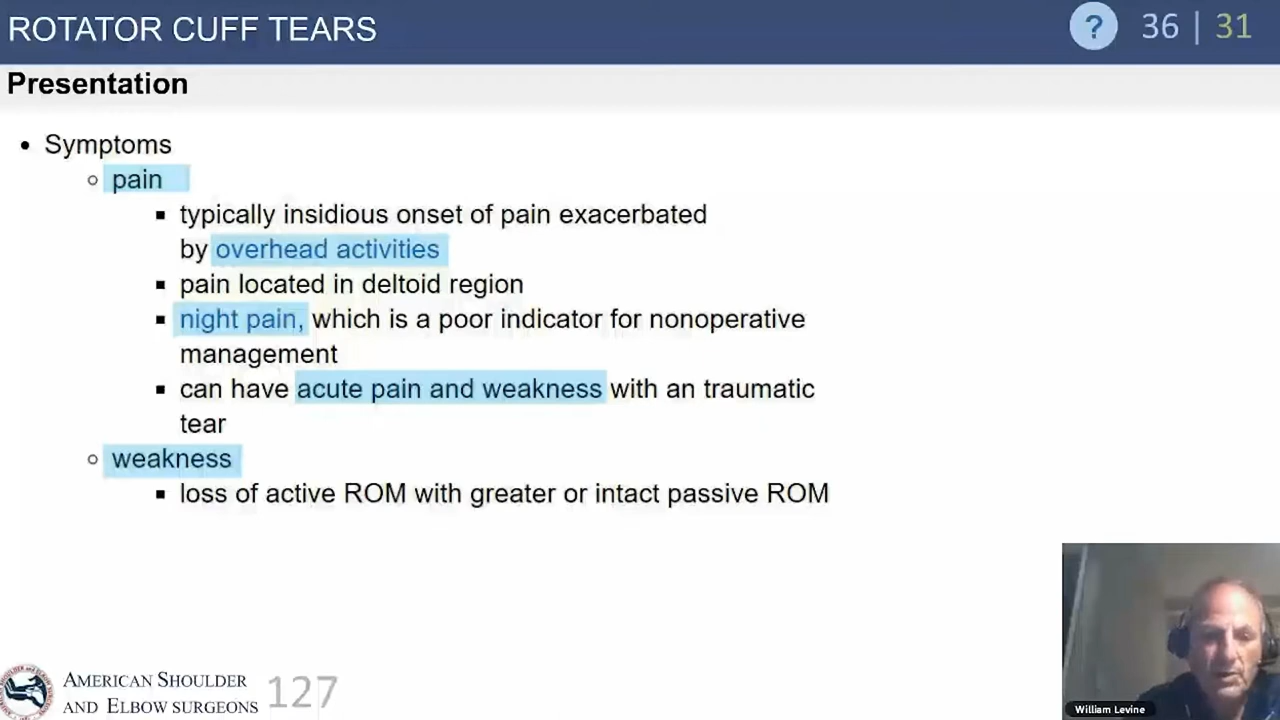 ROTATOR CUFF TEARS
? 36 | 31
Presentation
Symptoms
pain
typically insidious onset of pain exacerbated
by overhead activities
pain located in deltoid region
night pain, which is a poor indicator for nonoperative
management
can have acute pain and weakness with an traumatic
tear
weakness
loss of active ROM with greater or intact passive ROM
AMERICAN SHOULDER
AND ELBOW SURGEONS
127
William Levine